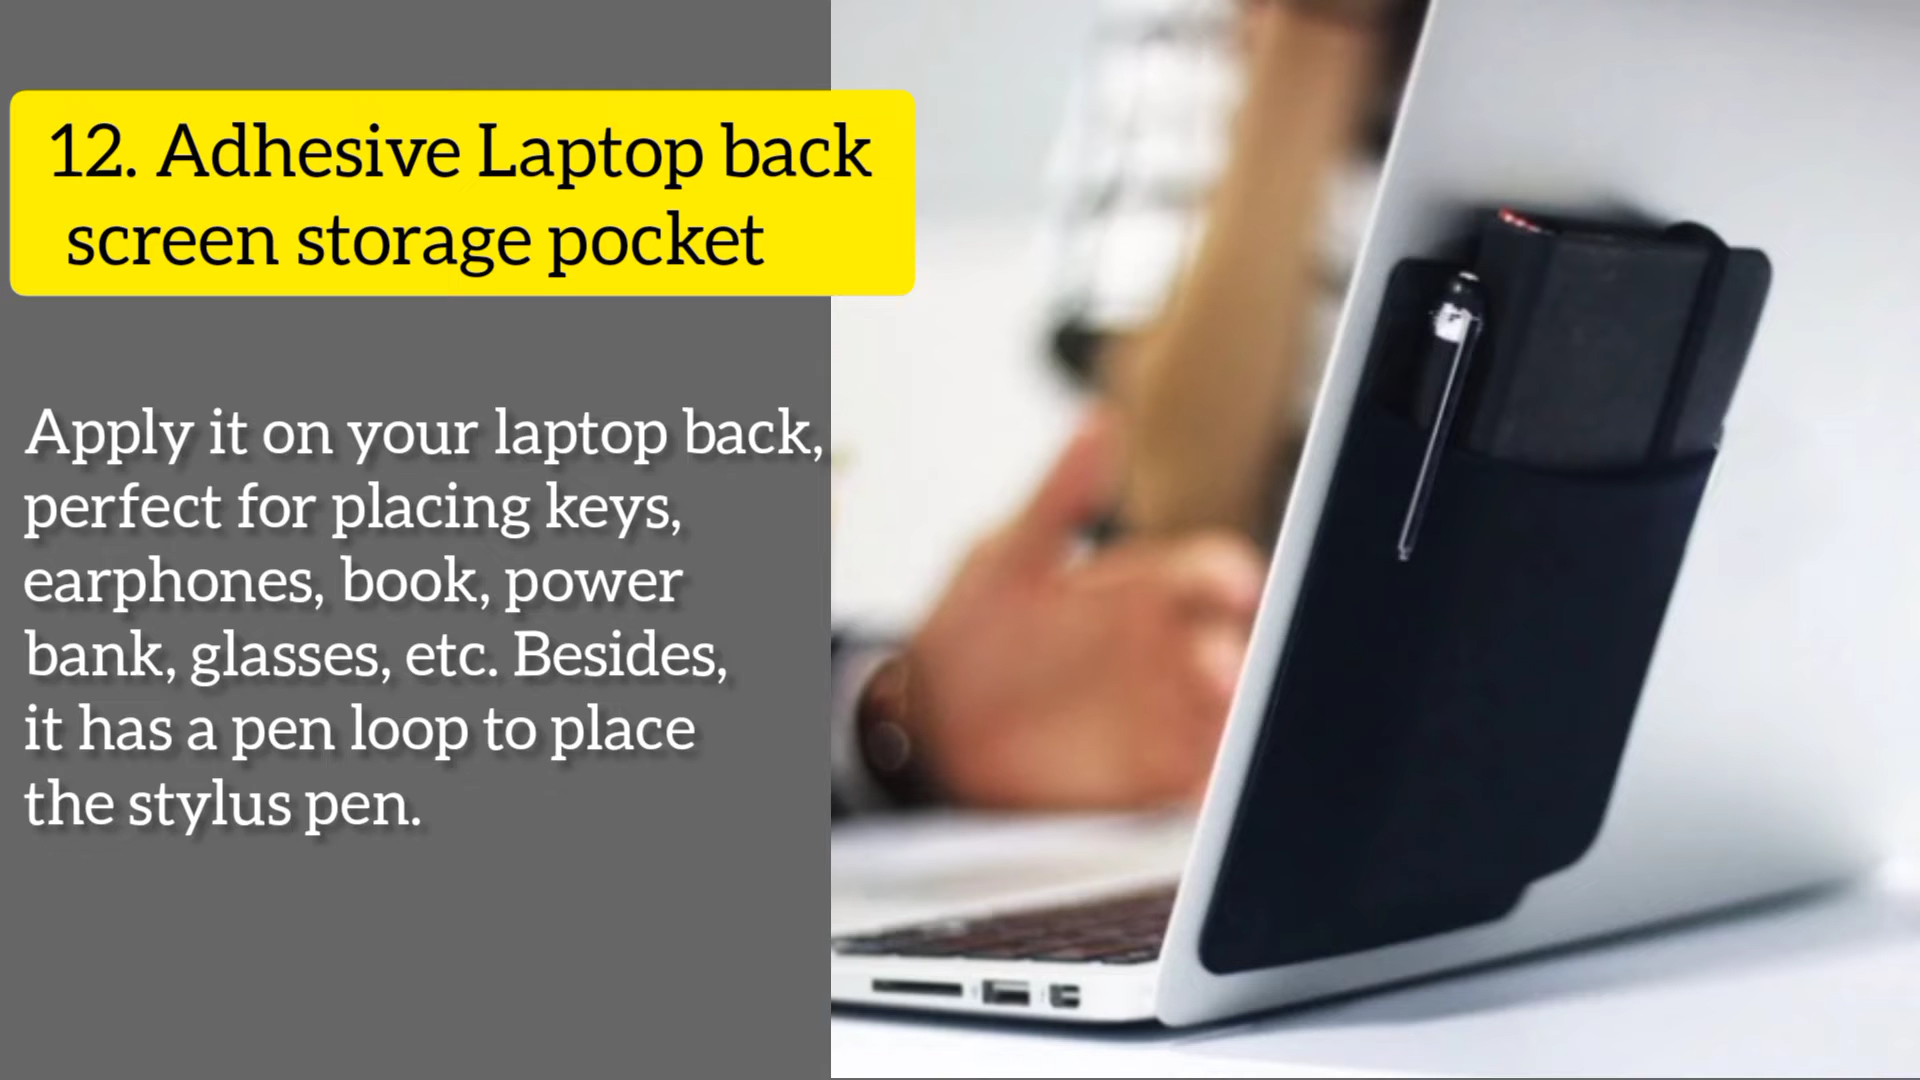 12. Adhesive Laptop back
screen storage pocket
Apply it on your laptop back,
perfect for placing keys,
earphones, book, power
bank, glasses, etc. Besides,
it has a pen loop to place
the stylus pen.